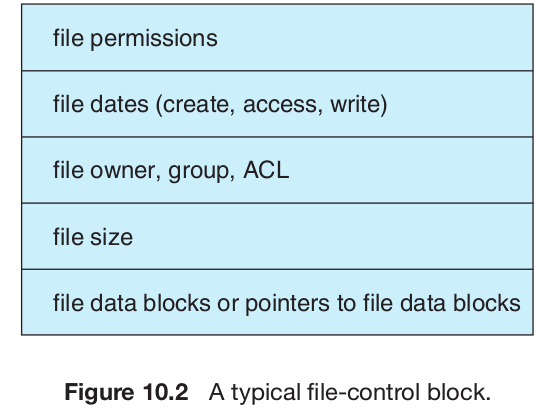 file permissions
file dates (create, access, write)
file owner, group, ACL
file size
file data blocks or pointers to file data blocks
Figure 10.2 A typical file-control block.